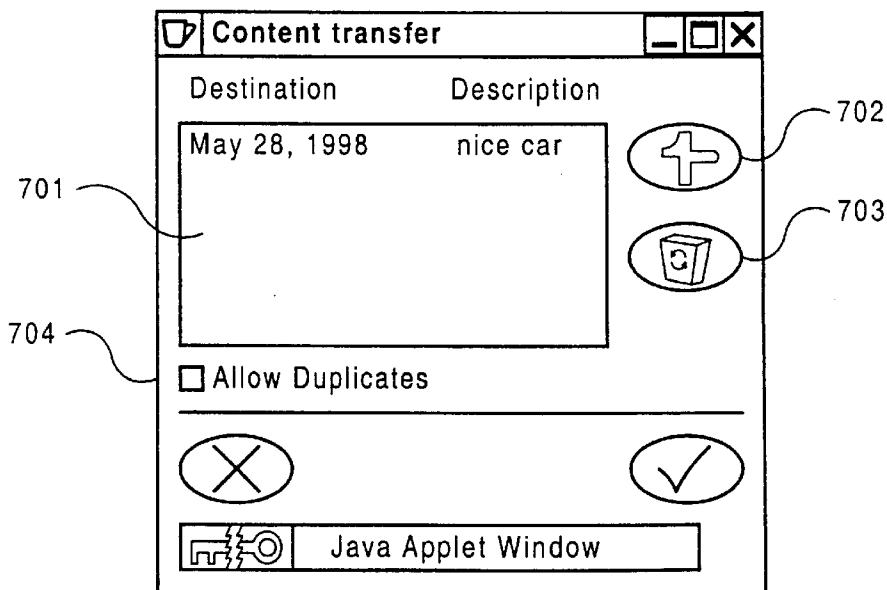 Content transfer
Destination Description
702
May 28, 1998 nice car
701
703
704
Allow Duplicates
Java Applet Window